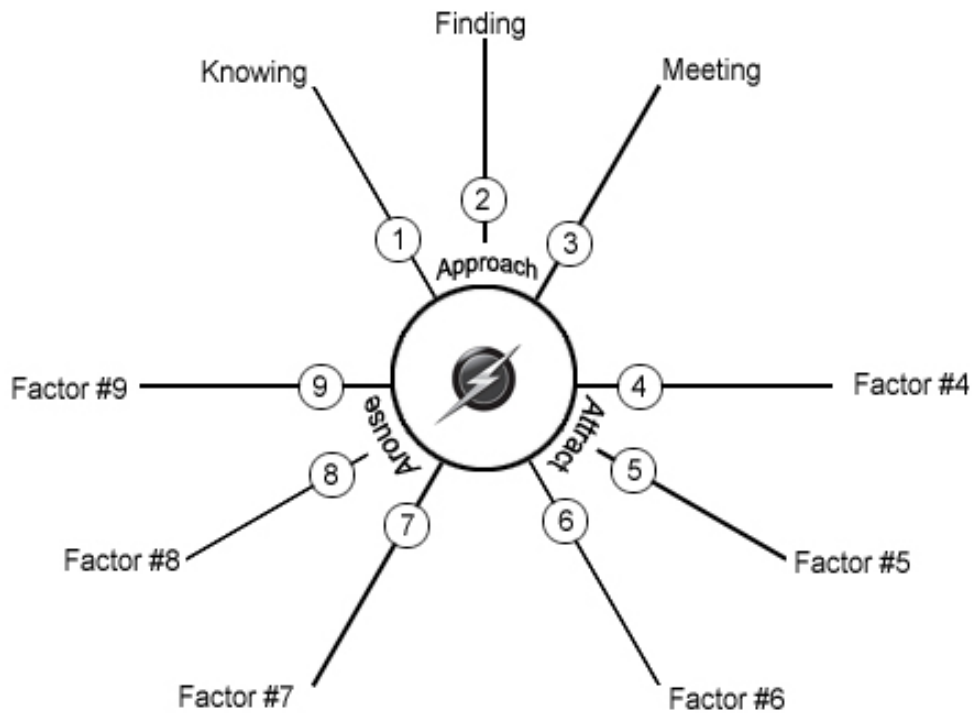 Finding
Knowing
Meeting
2
1
3
Approach
Factor #9
9
4
Factor #4
Arouse
Attract
8
5
Factor #8
7
6
Factor #5
Factor #7
Factor #6